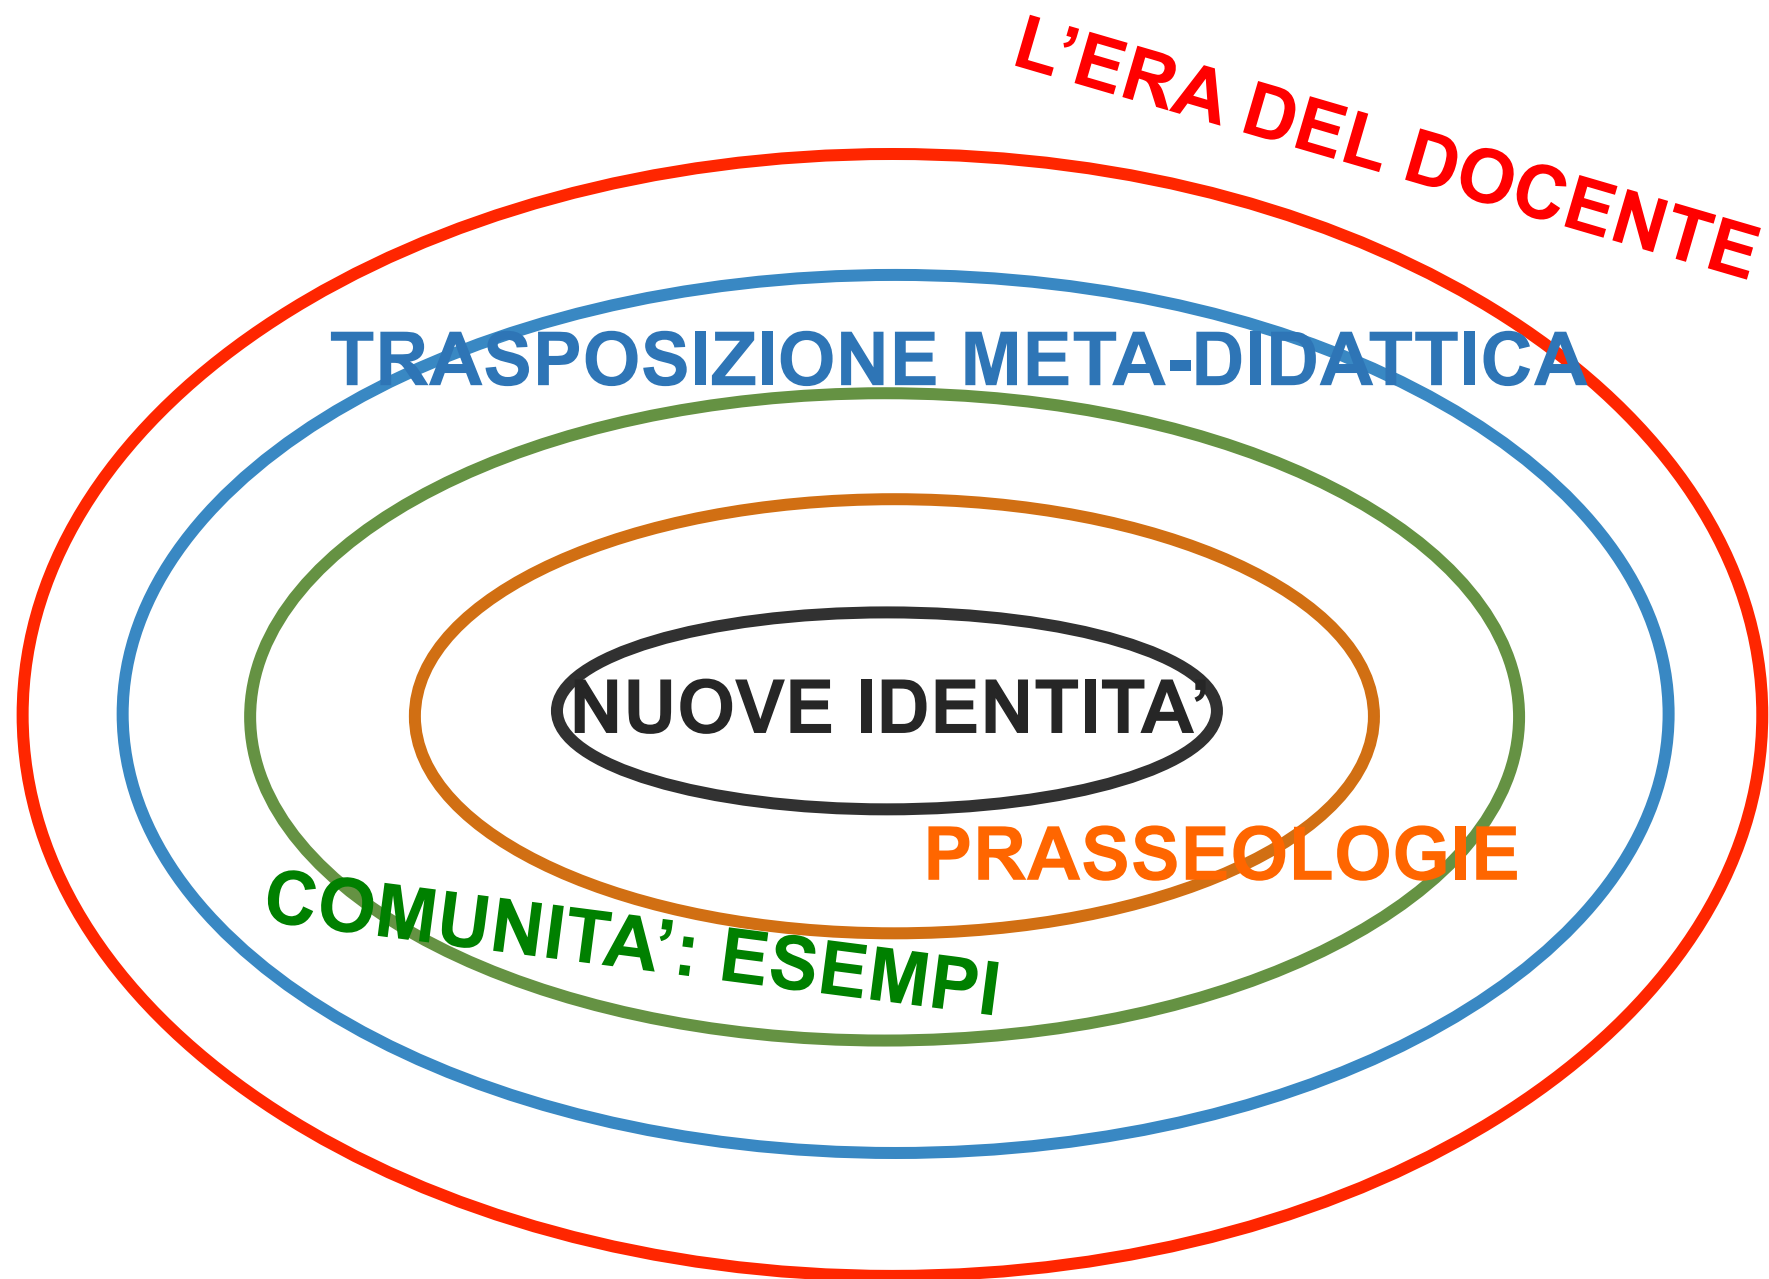 L’ERA DEL DOCENTE
TRASPOSIZIONE META-DIDATTICA
NUOVE IDENTITA’
PRASSEOLOGIE
COMUNITA’: ESEMPI